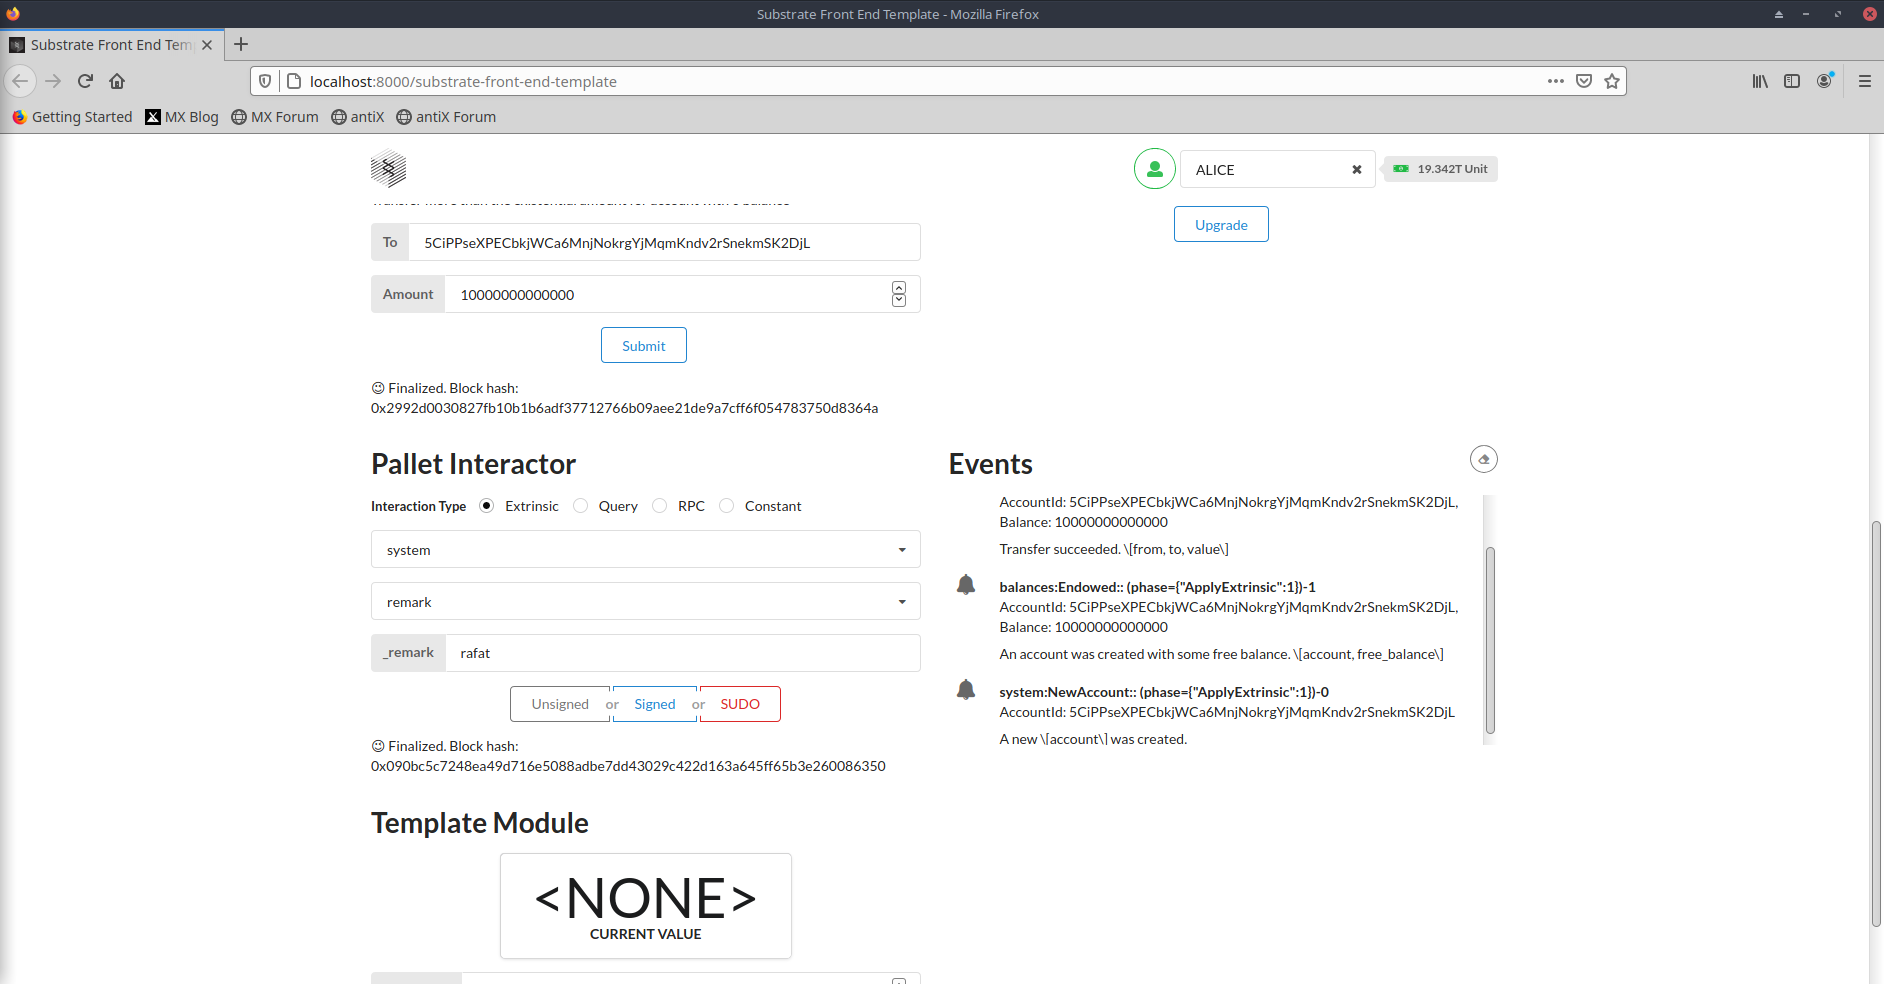 Substrate Front End Template - Mozilla Firefox
Substrate Front End Tem
localhost:8000/substrate-front-end-template
Getting Started MX Blog MX Forum antiX antiX Forum
ALICE 19.342T Unit
Upgrade
To 5CiPPseXPECbkjWCa6MnjNokrgYjMqmKndv2rSnekmSK2DjL
Amount 10000000000000
Submit
Finalized. Block hash:
0x2992d0030827fb10b1b6adf37712766b09aee21de9a7cff6f054783750d8364a
Pallet Interactor
Interaction Type Extrinsic Query RPC Constant
system
remark
_remark rafat
Unsigned or Signed or SUDO
Finalized. Block hash:
0x090bc5c7248ea49d716e5088adbe7dd43029c422d163a645ff65b3e260086350
Events
AccountId: 5CiPPseXPECbkjWCa6MnjNokrgYjMqmKndv2rSnekmSK2DjL,
Balance: 10000000000000
Transfer succeeded. \[from, to, value\]
balances:Endowed:: (phase={"ApplyExtrinsic":1})-1
AccountId: 5CiPPseXPECbkjWCa6MnjNokrgYjMqmKndv2rSnekmSK2DjL,
Balance: 10000000000000
An account was created with some free balance. \[account, free_balance\]
system:NewAccount:: (phase={"ApplyExtrinsic":1})-0
AccountId: 5CiPPseXPECbkjWCa6MnjNokrgYjMqmKndv2rSnekmSK2DjL
A new \[account\] was created.
Template Module
<NONE>
CURRENT VALUE